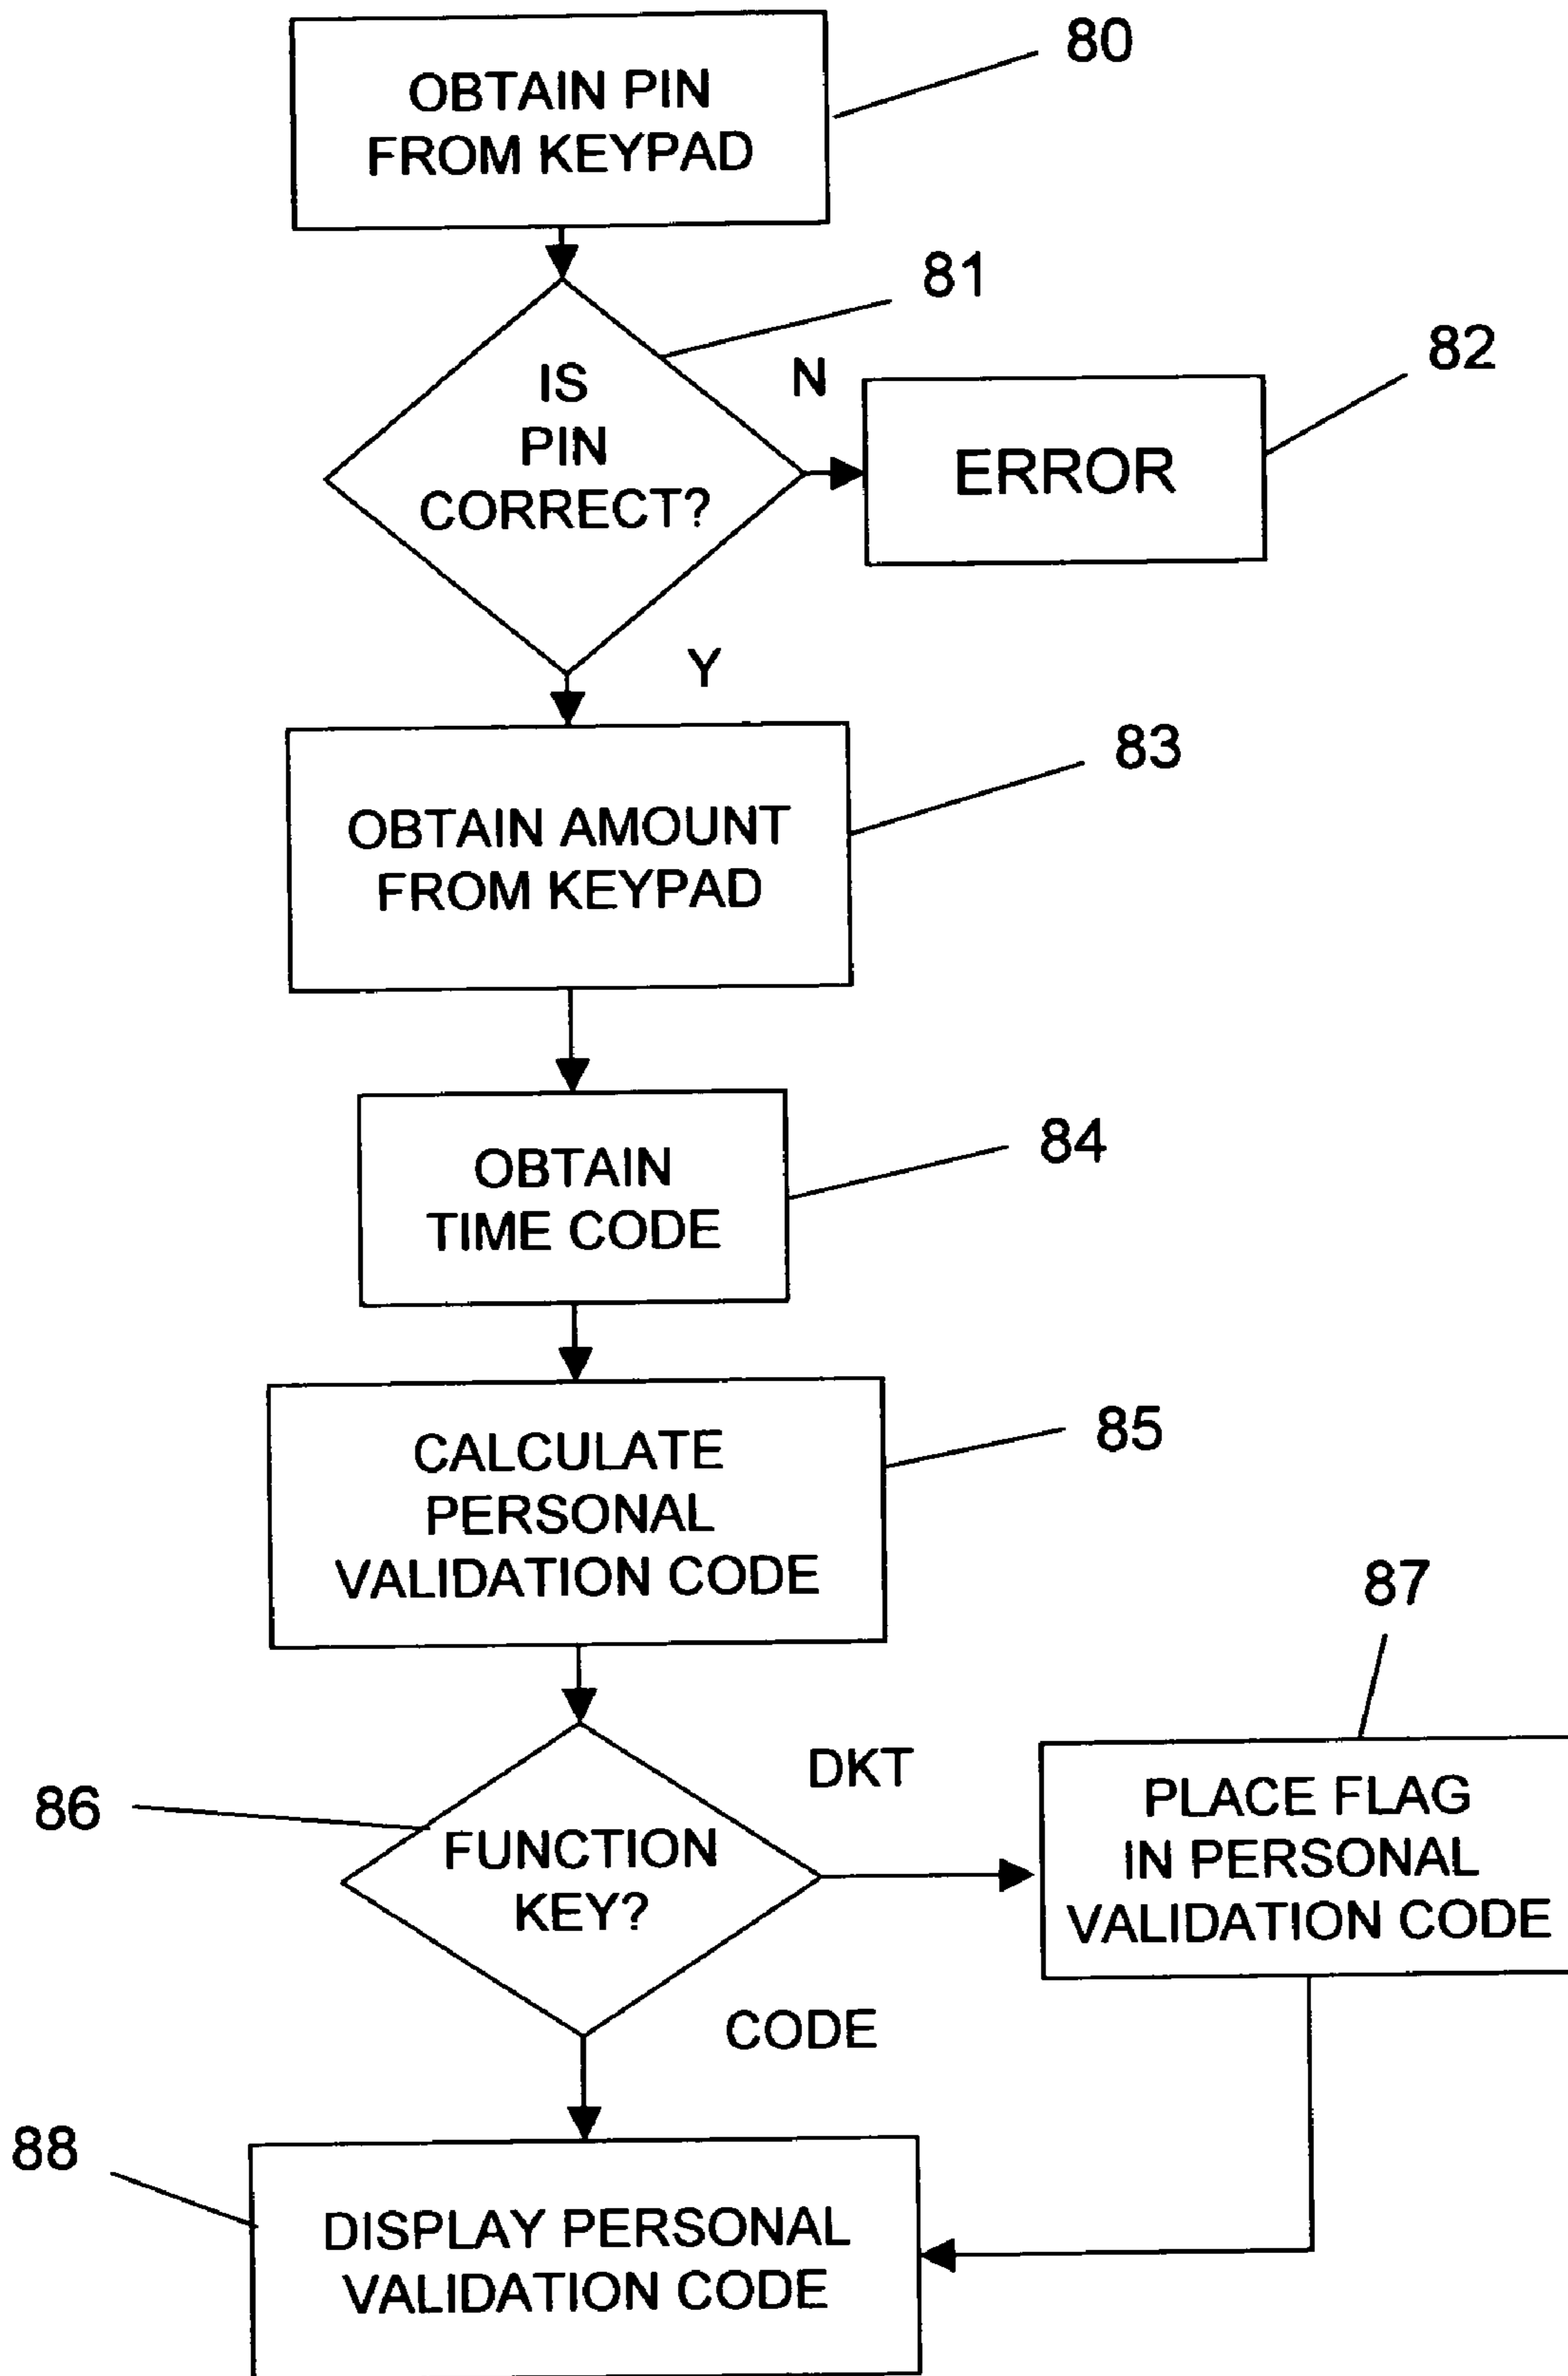 OBTAIN PIN
FROM KEYPAD
80
81
IS
PIN
CORRECT?
N
82
ERROR
Y
83
OBTAIN AMOUNT
FROM KEYPAD
84
OBTAIN
TIME CODE
85
CALCULATE
PERSONAL
VALIDATION CODE
86
FUNCTION
KEY?
DKT
87
PLACE FLAG
IN PERSONAL
VALIDATION CODE
CODE
88
DISPLAY PERSONAL
VALIDATION CODE